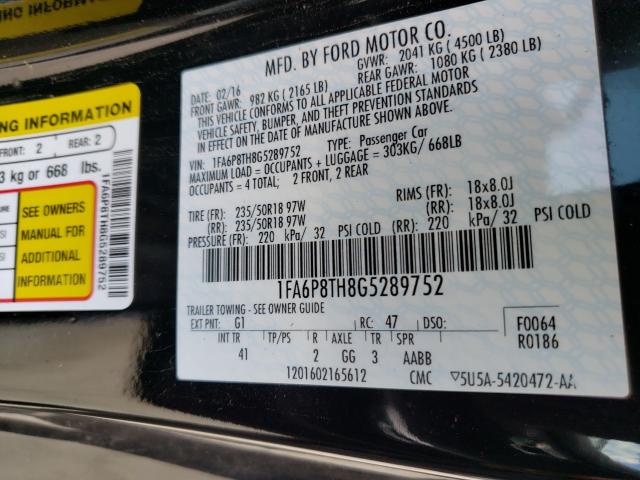 MFD. BY FORD MOTOR CO.
02/16 GVWR: 2041 KG ( 4500 LB)
FRONT GAWR: 982 KG ( 2165 LB) REAR GAWR: 1080 KG ( 2380 LB)
THIS VEHICLE CONFORMS TO ALL APPLICABLE FEDERAL MOTOR
VEHICLE SAFETY, BUMPER, AND THEFT PREVENTION STANDARDS
IN EFFECT ON THE DATE OF MANUFACTURE SHOWN ABOVE.
VIN: 1FA6P8TH8G5289752 TYPE: Passenger Car
MAXIMUM LOAD = OCCUPANTS + LUGGAGE = 303KG/ 668LB
OCCUPANTS = 4 TOTAL: 2 FRONT, 2 REAR
TIRE (FR): 235/50R18 97W RIMS (FR): 18x8.0J
(RR): 235/50R18 97W (RR): 18x8.0J
PRESSURE (FR): 220 kPa/ 32 PSI COLD (RR): 220 kPa/ 32 PSI COLD
1FA6P8TH8G5289752
TRAILER TOWING - SEE OWNER GUIDE
EXT PNT: G1 RC: 47 DSO: F0064
R0186
INT TR TP/PS R AXLE TR SPR
41 2 GG 3 AABB
1201602165612 CMC 5U5A-5420472-AA
NG INFORMATION
FRONT: 2 REAR: 2
3 kg or 668 lbs.
SEE OWNERS
MANUAL FOR
ADDITIONAL
INFORMATION
1FA6P8TH8G5289752